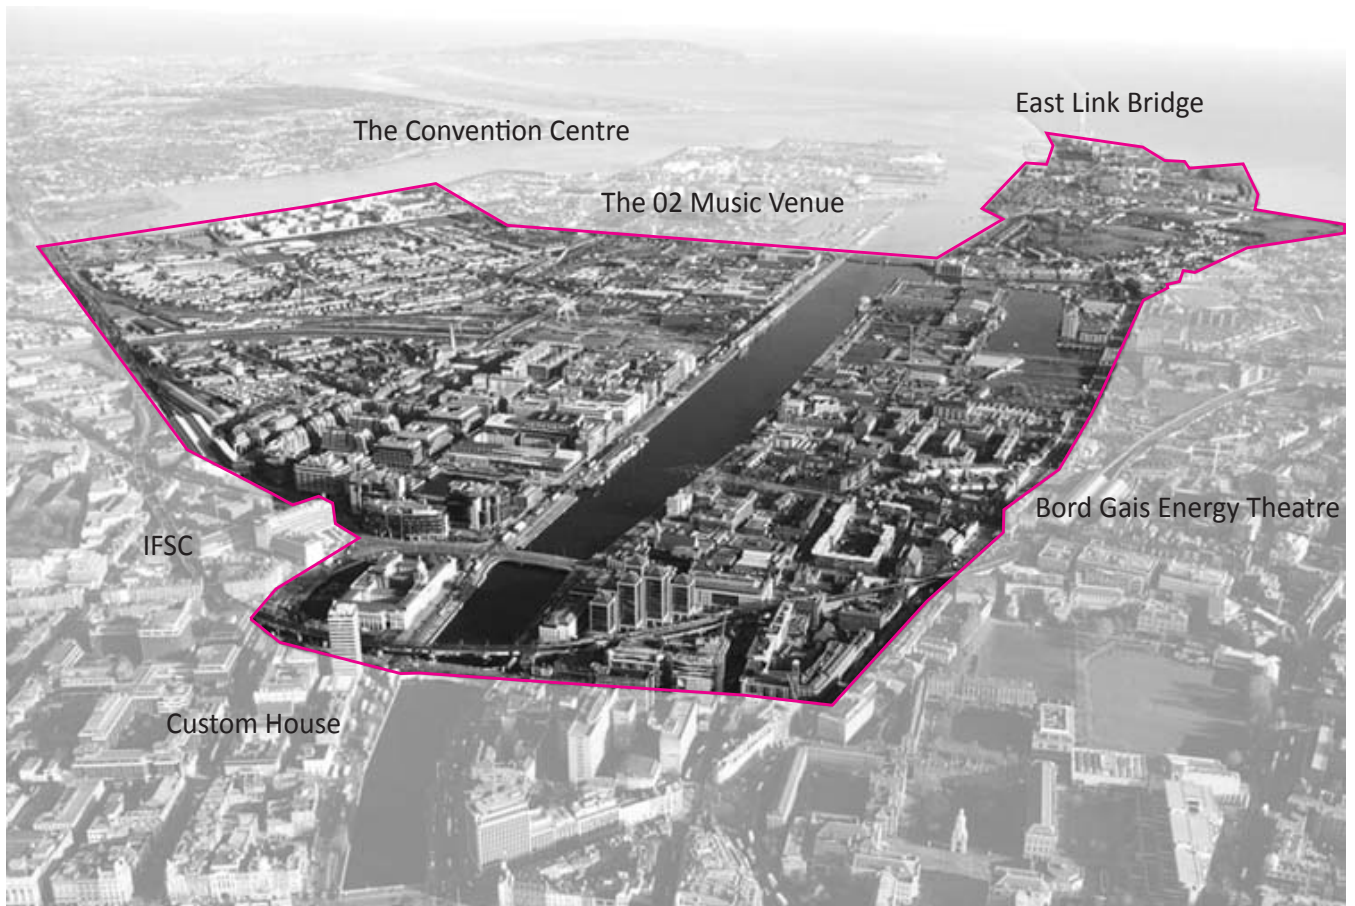 East Link Bridge
The Convention Centre
The 02 Music Venue
Bord Gais Energy Theatre
IFSC
Custom House